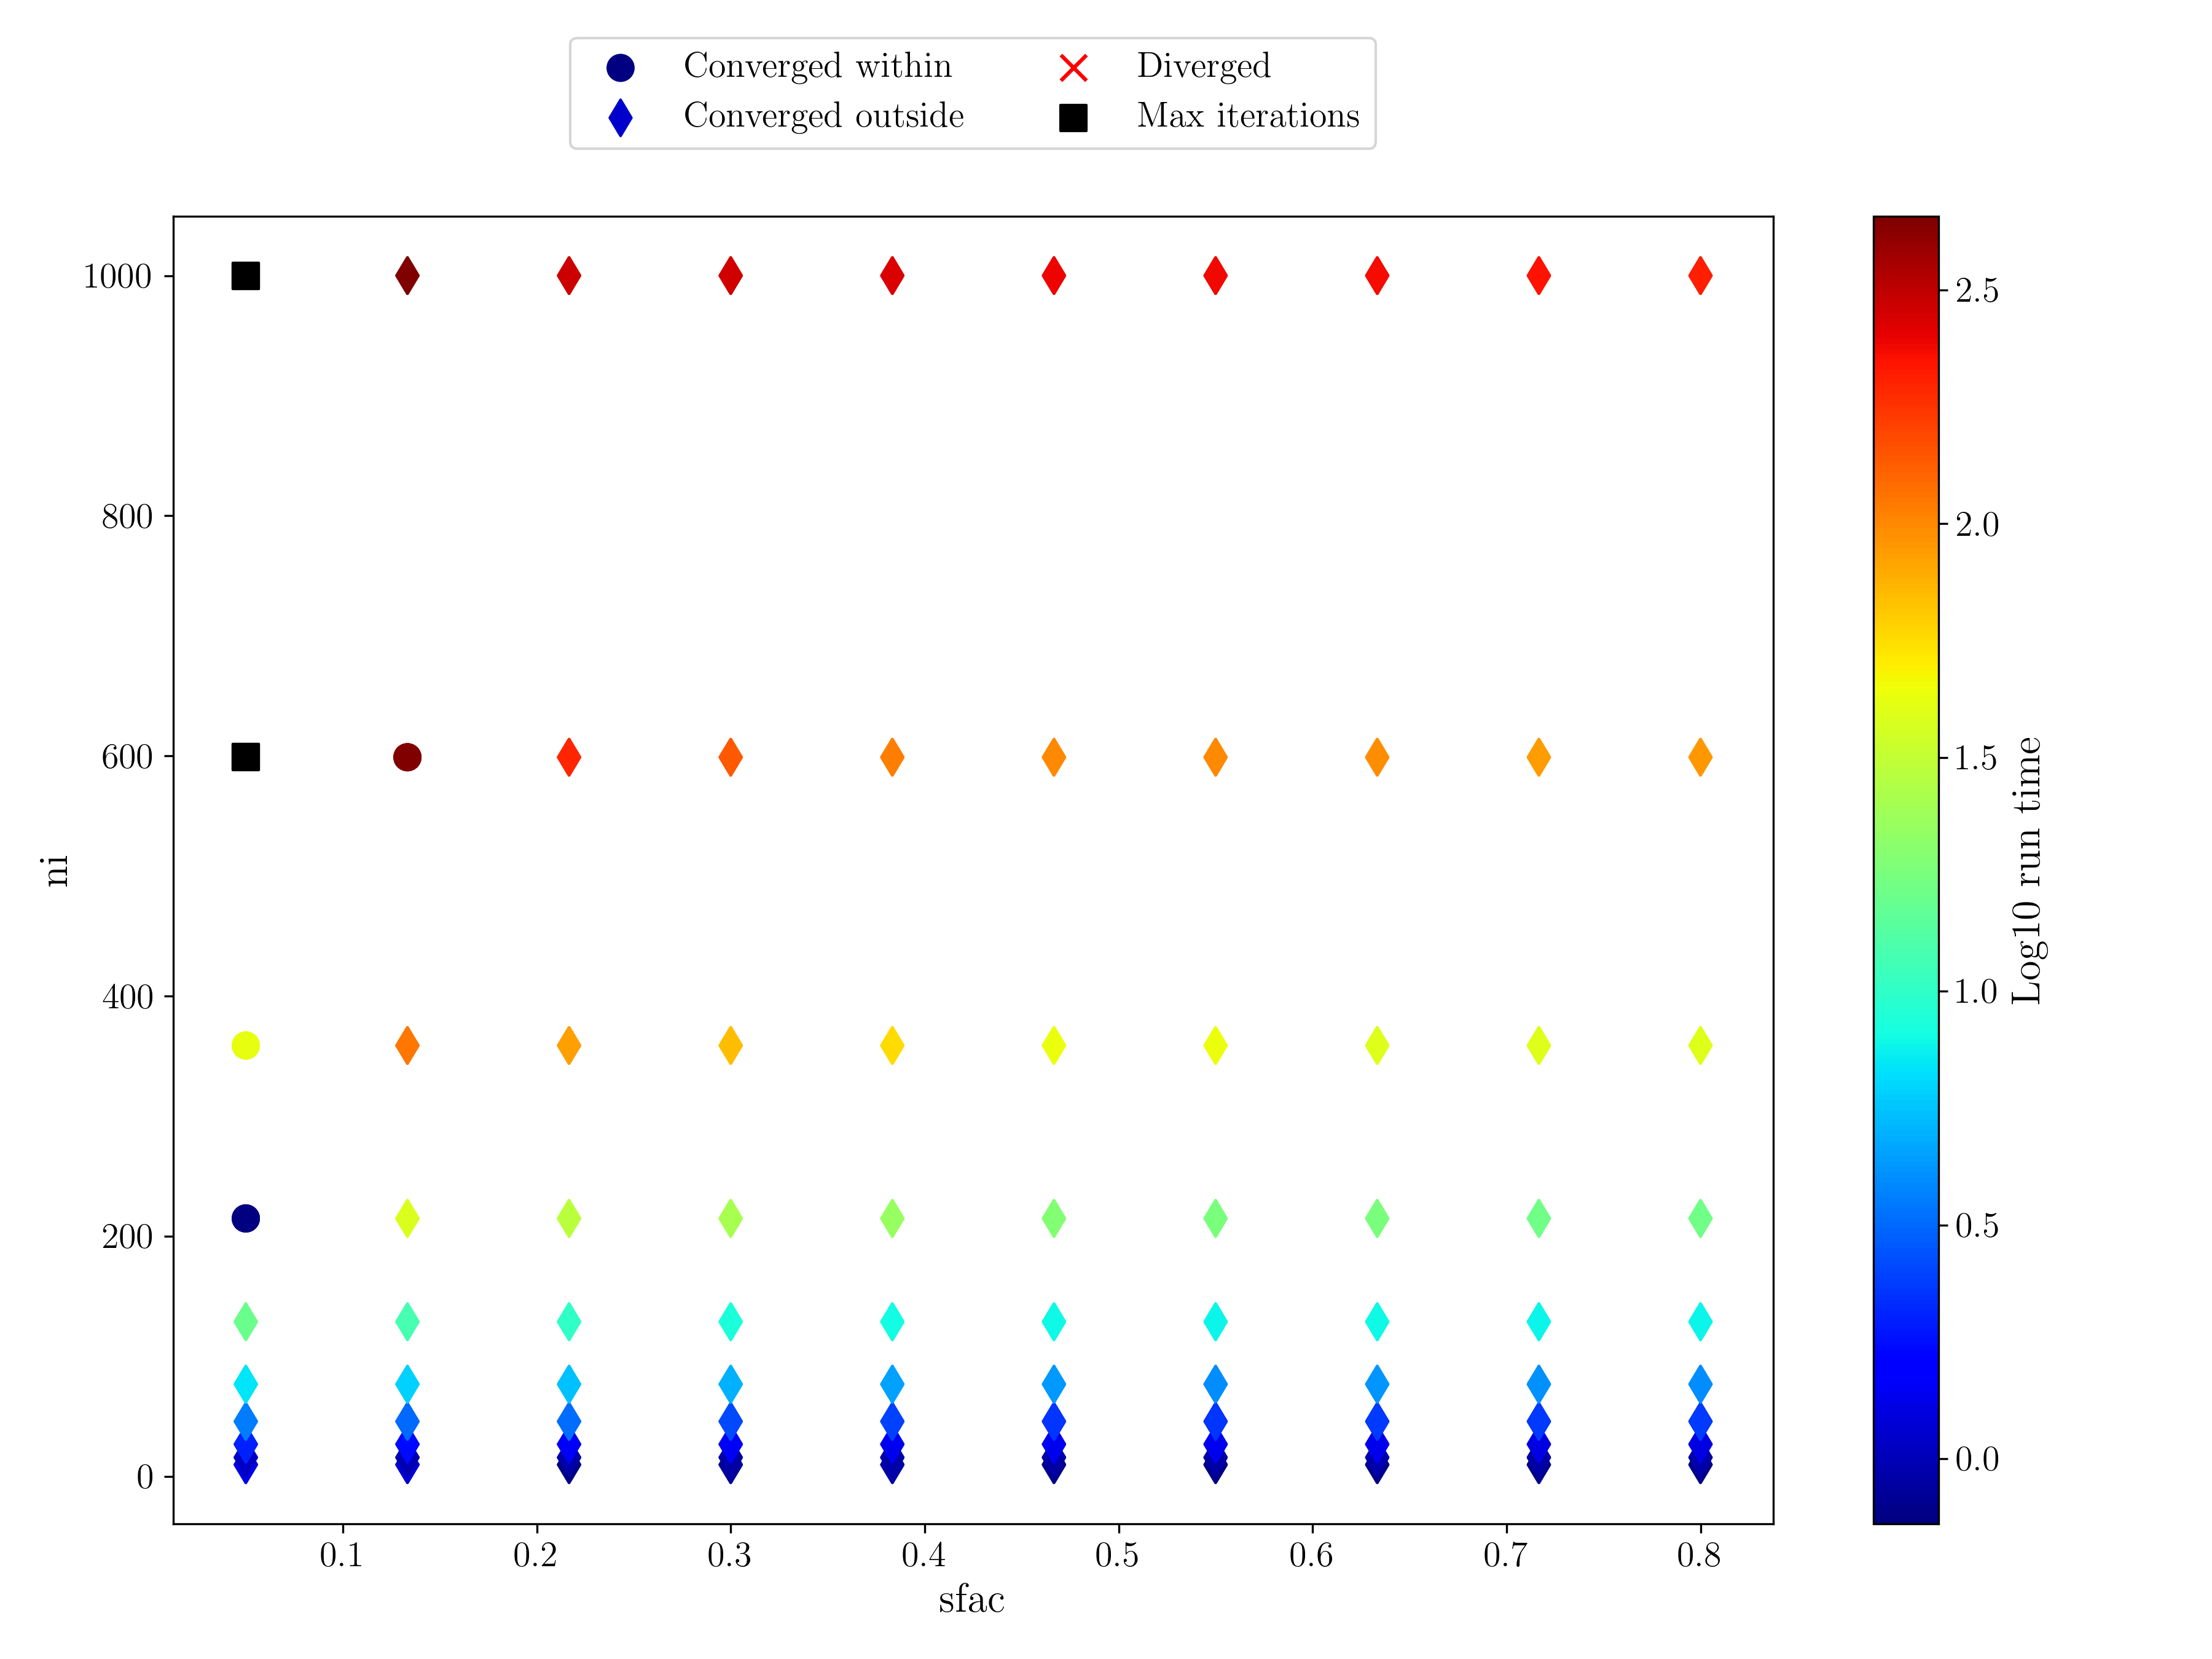 Converged within
Diverged
Converged outside
Max iterations
1000
800
600
400
200
0
ni
0.1 0.2 0.3 0.4 0.5 0.6 0.7 0.8
sfac
2.5
2.0
1.5
1.0
0.5
0.0
Log10 run time